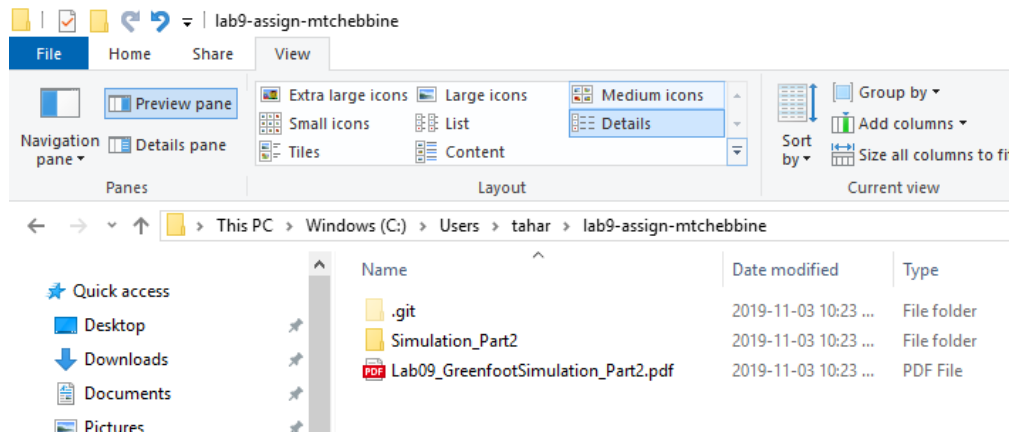 lab9-assign-mtchebbine
File Home Share View
Navigation pane
Preview pane
Details pane
Panes
Extra large icons Large icons Medium icons
Small icons List Details
Tiles Content
Layout
Sort by
Group by
Add columns
Size all columns to fi
Current view
This PC > Windows (C:) > Users > tahar > lab9-assign-mtchebbine
Name Date modified Type
Quick access
Desktop
Downloads
Documents
Pictures
.git 2019-11-03 10:23 ... File folder
Simulation_Part2 2019-11-03 10:23 ... File folder
PDF Lab09_GreenfootSimulation_Part2.pdf 2019-11-03 10:23 ... PDF File